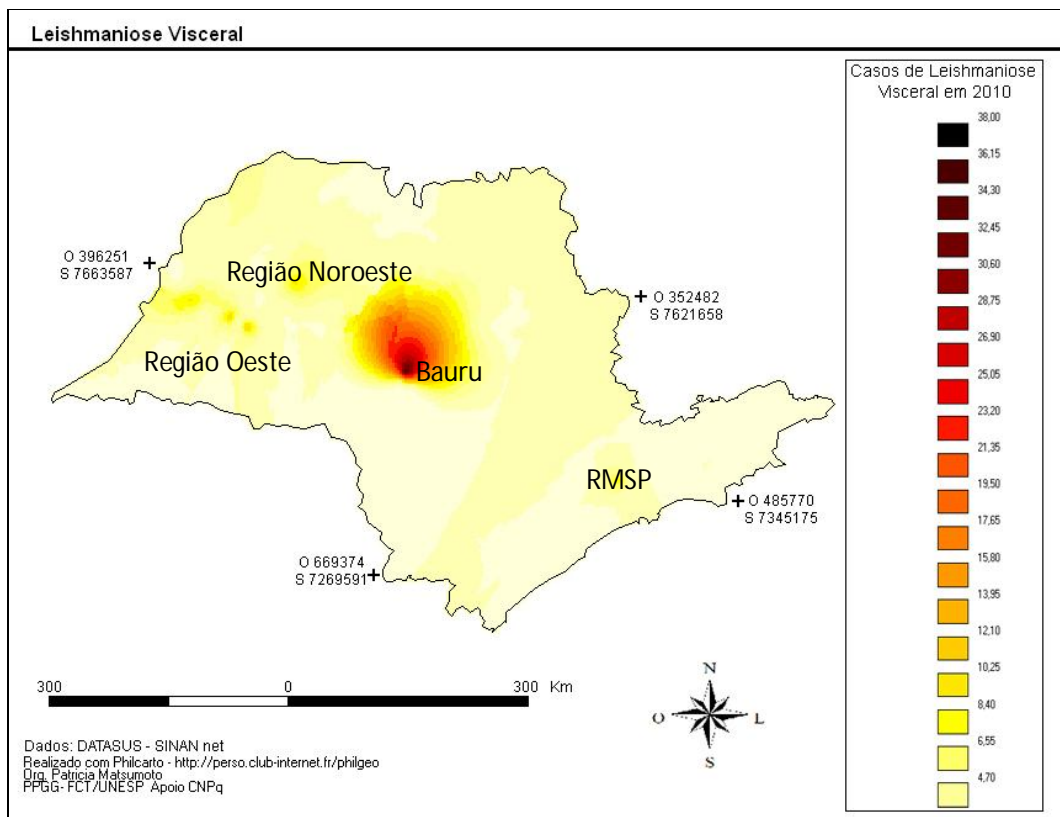 Leishmaniose Visceral
Casos de Leishmaniose
Visceral em 2010
38,00
36,15
34,30
32,45
30,60
28,75
26,90
25,05
23,20
21,35
19,50
17,65
15,80
13,95
12,10
10,25
8,40
6,55
4,70
O 396251
S 7663587
Região Noroeste
O 352482
S 7621658
Região Oeste
Bauru
RMSP
O 485770
S 7345175
O 669374
S 7269591
300 0 300 Km
N
O L
S
Dados: DATASUS - SINAN net
Realizado com Philcarto - http://perso.club-internet.fr/philgeo
Org. Patricia Matsumoto
PPGG- FCT/UNESP Apoio CNPq